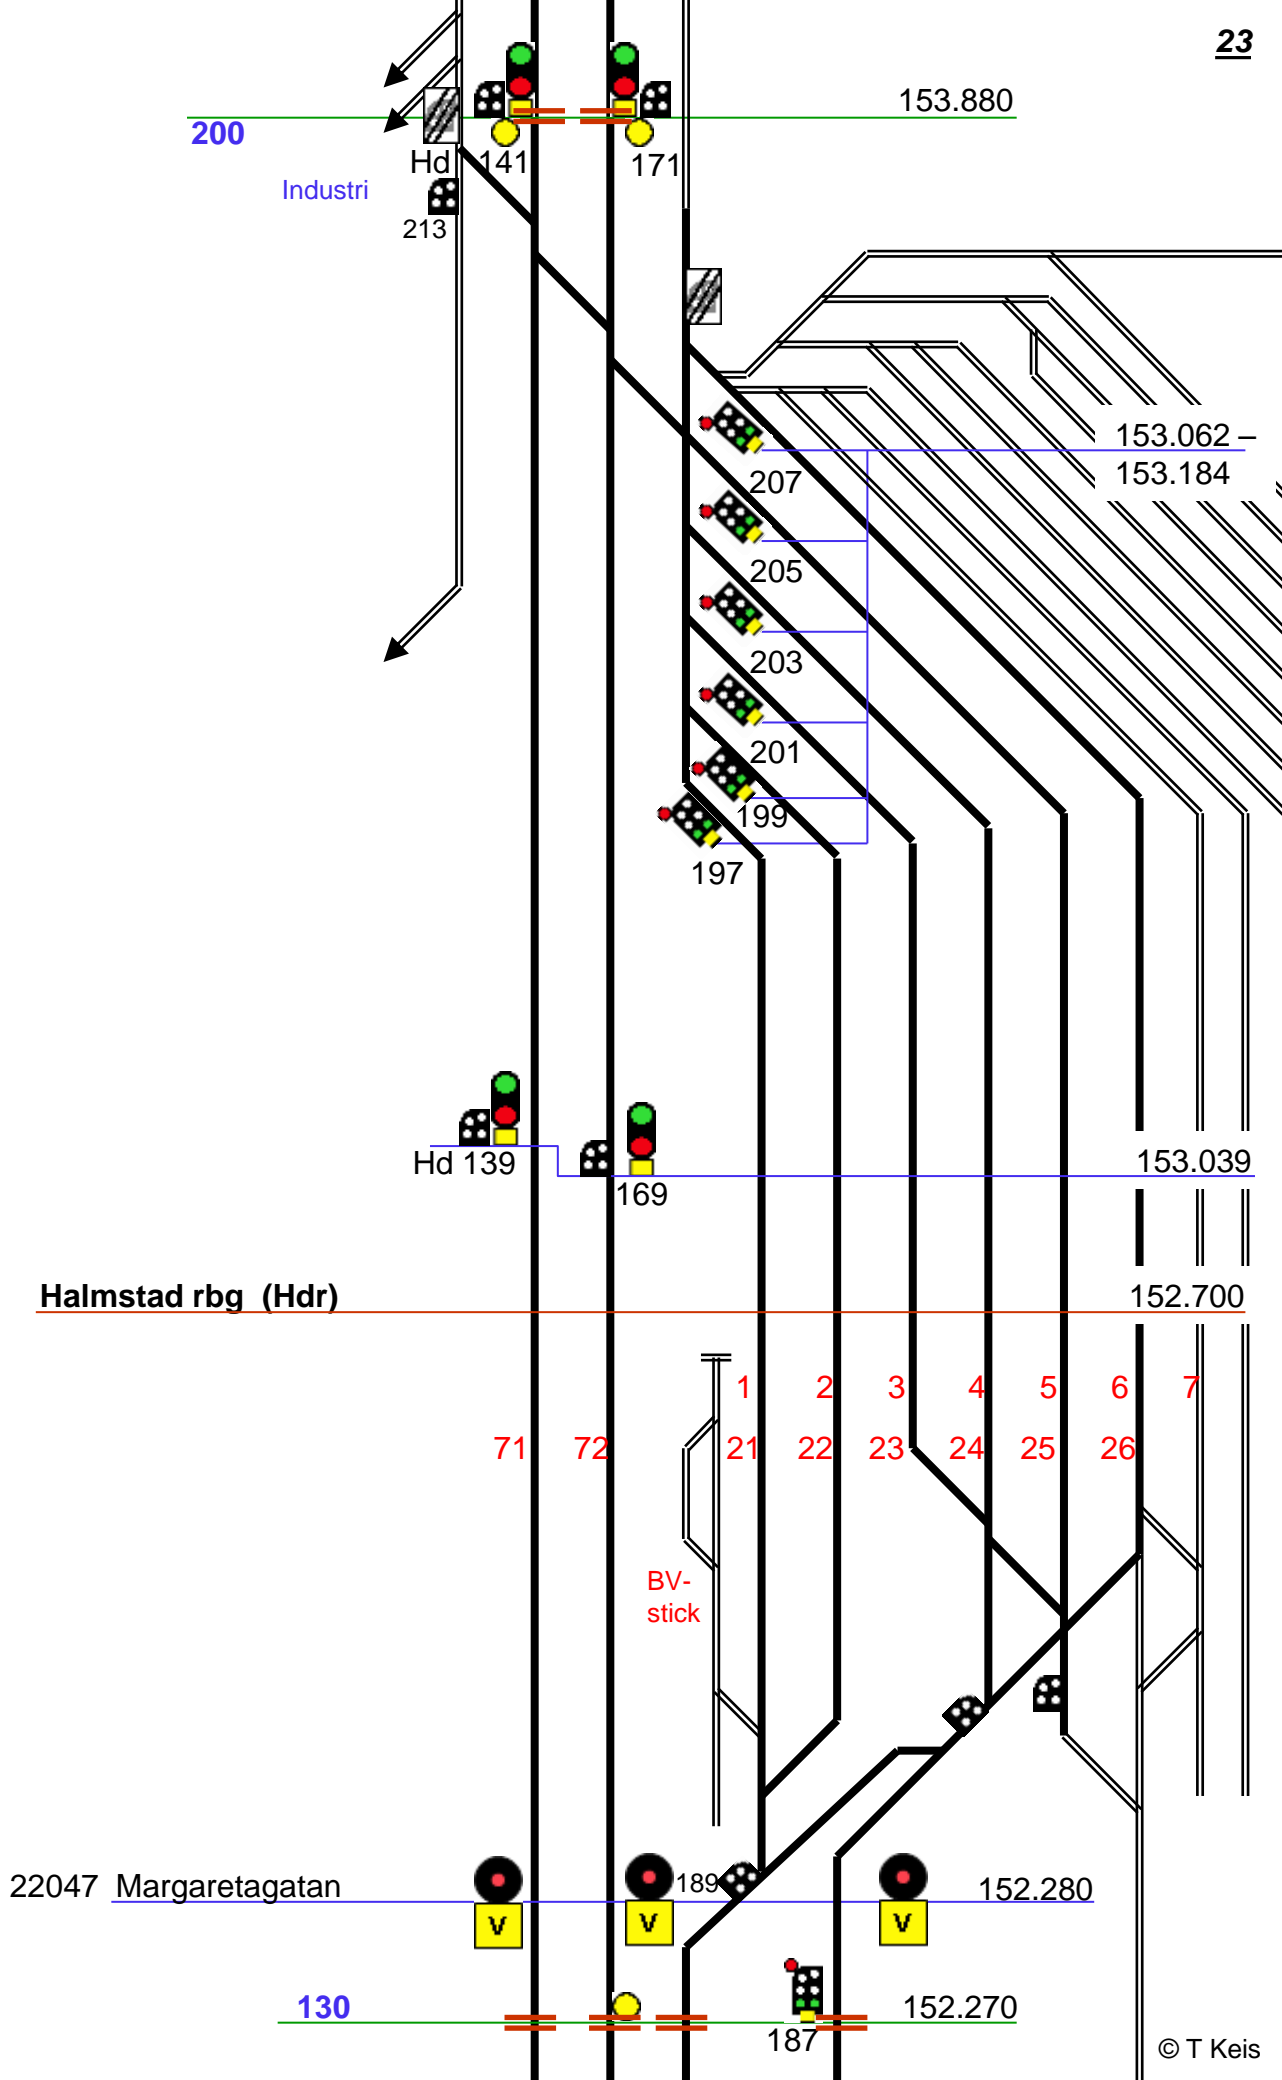 23
153.880
200
Hd 141
171
Industri
213
153.062 –
153.184
207
205
203
201
199
197
Hd 139
153.039
169
Halmstad rbg (Hdr)
152.700
1 2 3 4 5 6 7
71 72 21 22 23 24 25 26
BV-
stick
22047 Margaretagatan
189
152.280
V V V
130
152.270
187
© T Keis